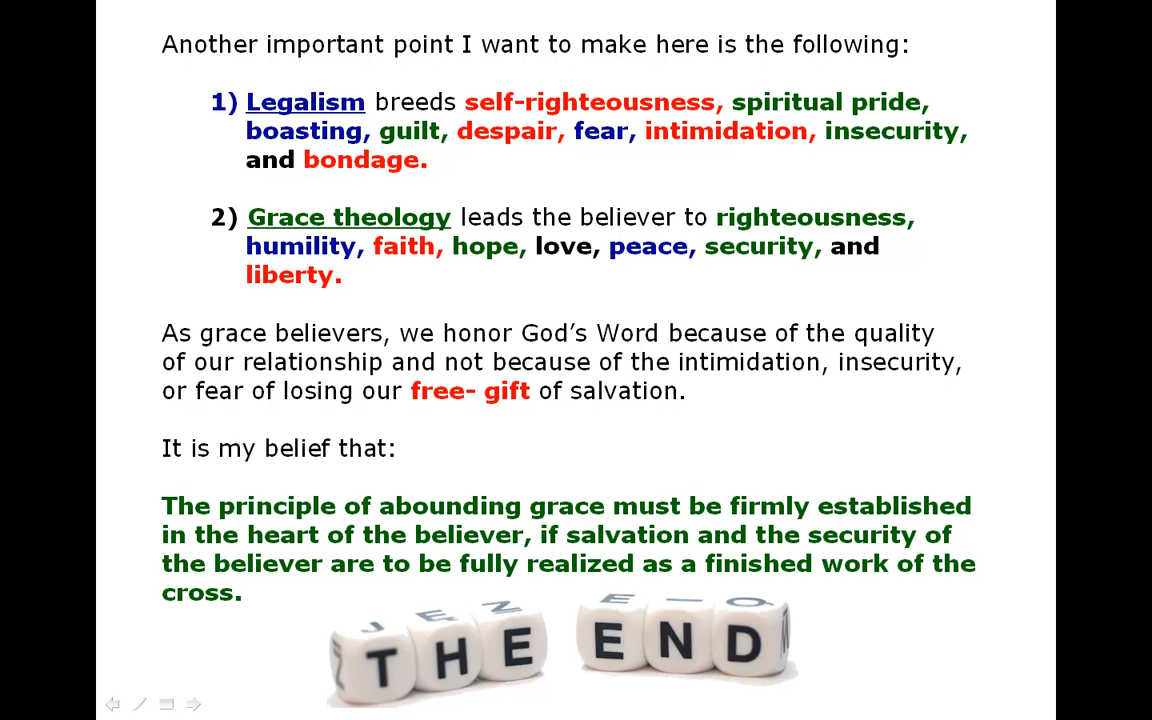 Another important point I want to make here is the following:
1) Legalism breeds self-righteousness, spiritual pride,
boasting, guilt, despair, fear, intimidation, insecurity,
and bondage.
2) Grace theology leads the believer to righteousness,
humility, faith, hope, love, peace, security, and
liberty.
As grace believers, we honor God’s Word because of the quality
of our relationship and not because of the intimidation, insecurity,
or fear of losing our free- gift of salvation.
It is my belief that:
The principle of abounding grace must be firmly established
in the heart of the believer, if salvation and the security of
the believer are to be fully realized as a finished work of the
cross.
J E Z E I Q
THE END